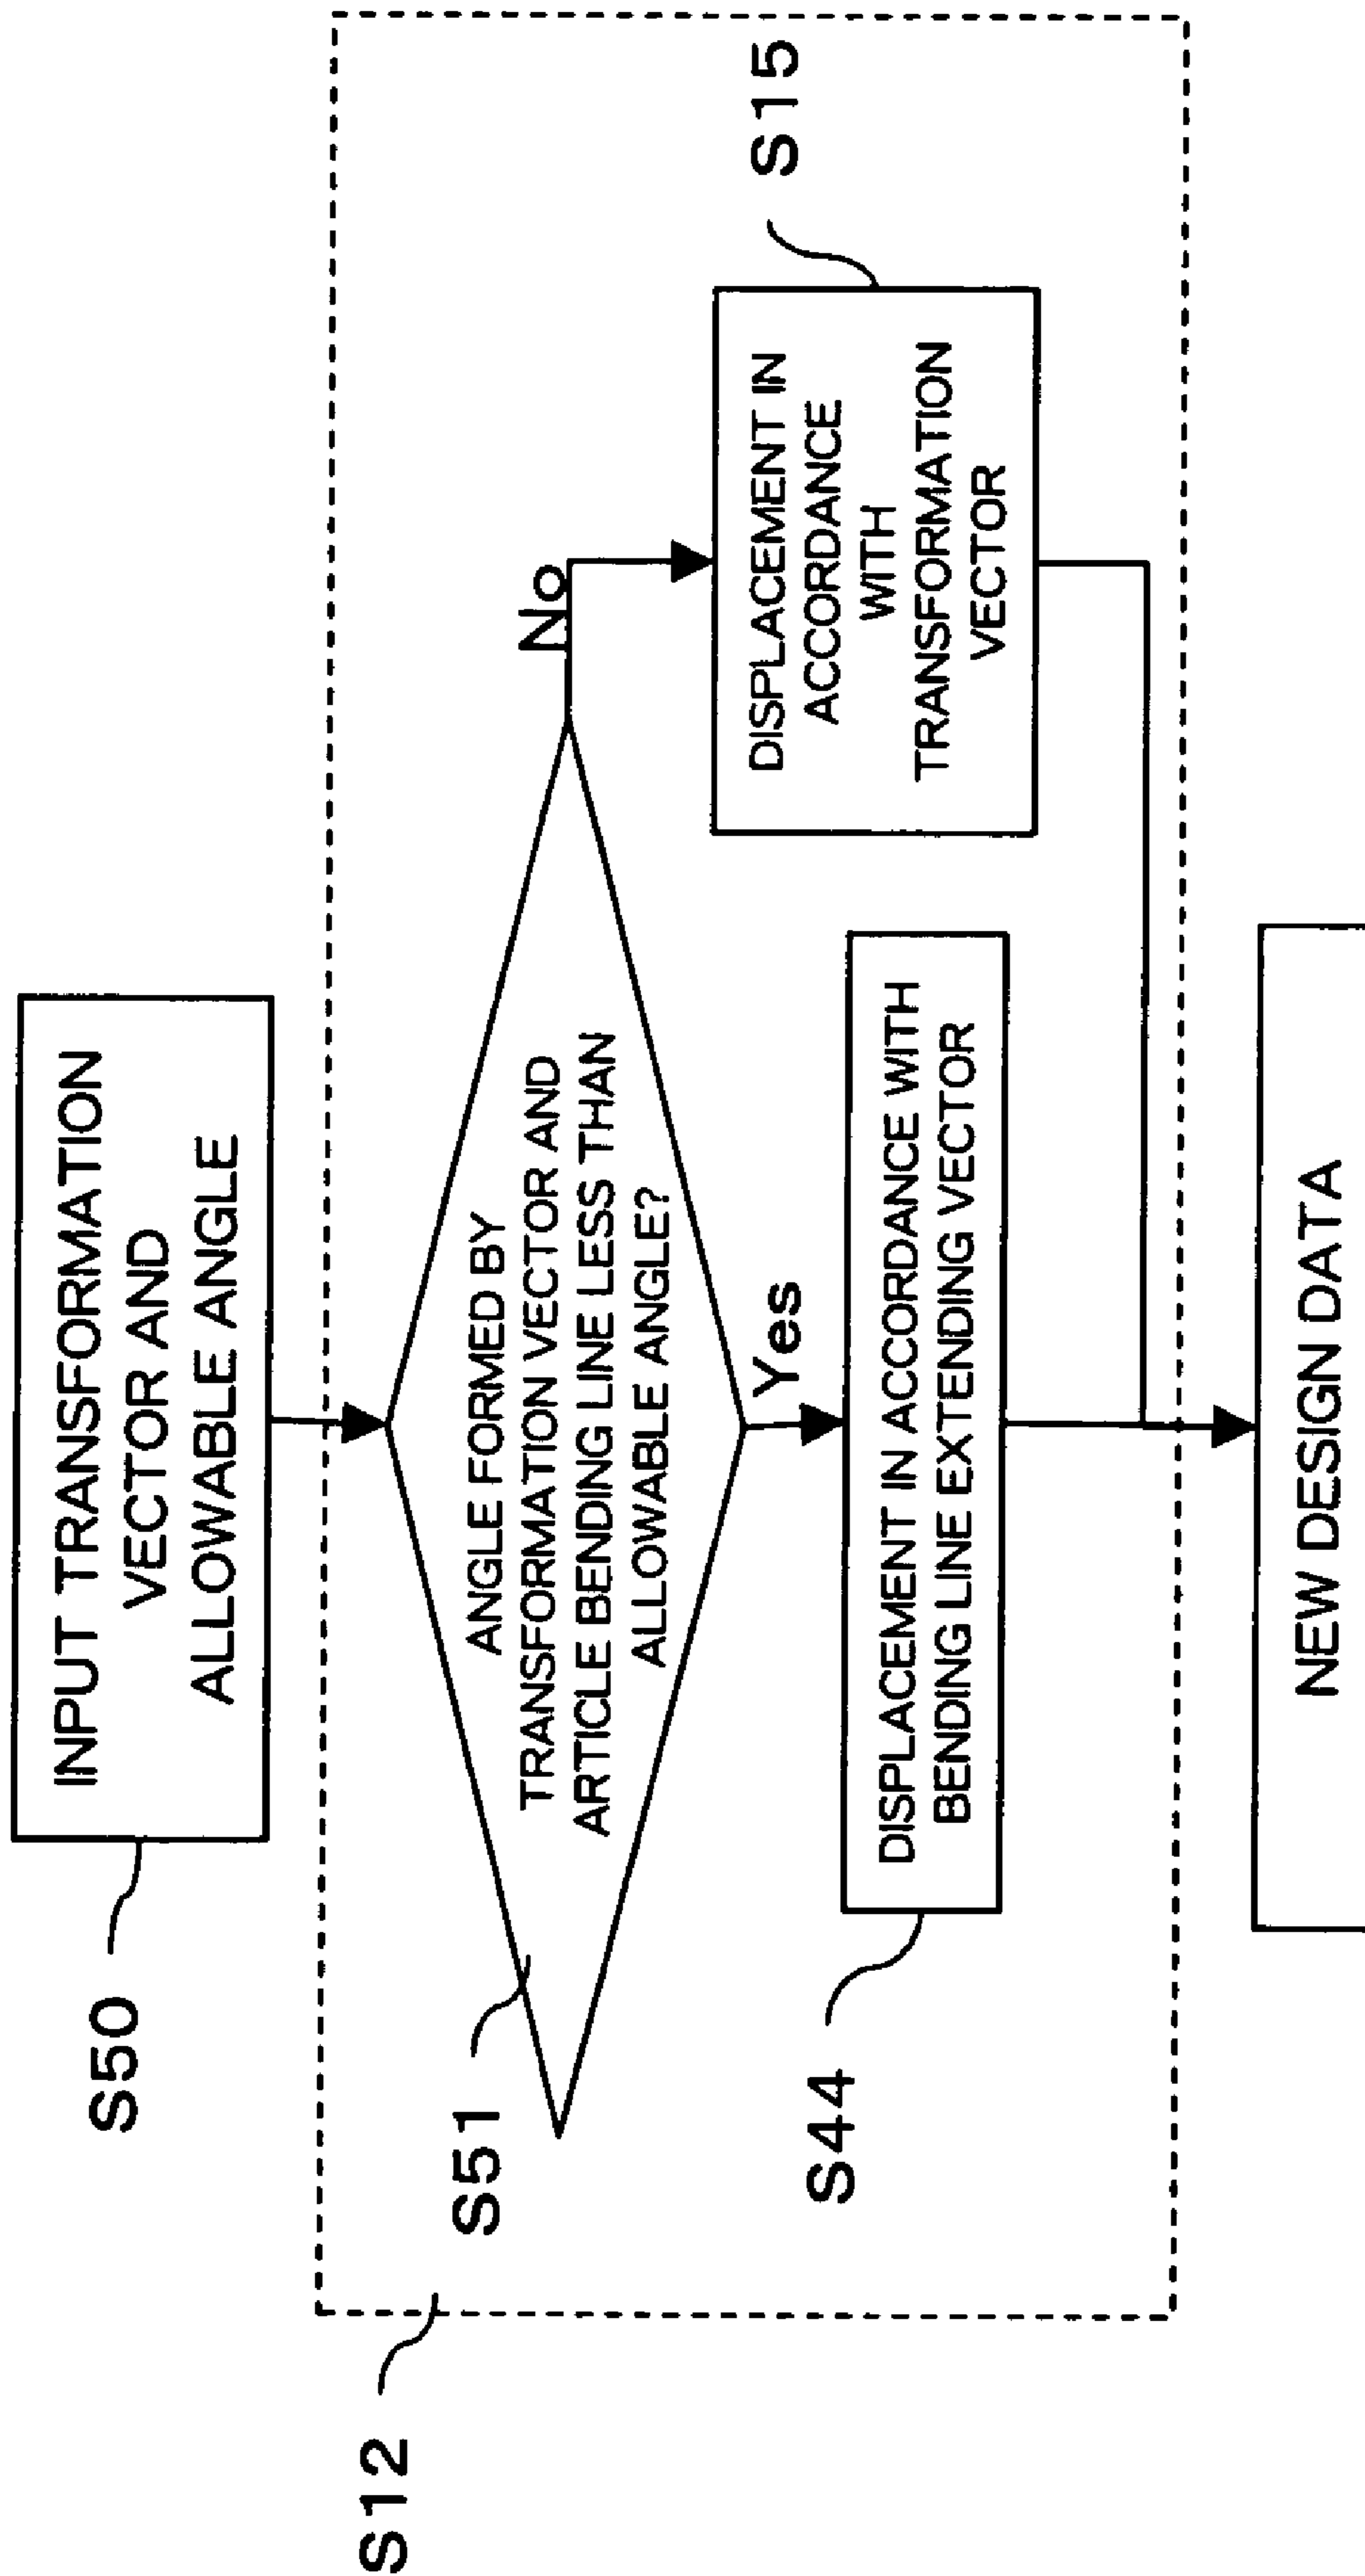 S50
INPUT TRANSFORMATION
VECTOR AND
ALLOWABLE ANGLE
S12
S51
ANGLE FORMED BY
TRANSFORMATION VECTOR AND
ARTICLE BENDING LINE LESS THAN
ALLOWABLE ANGLE?
No
Yes
S15
DISPLACEMENT IN
ACCORDANCE
WITH
TRANSFORMATION
VECTOR
S44
DISPLACEMENT IN ACCORDANCE WITH
BENDING LINE EXTENDING VECTOR
NEW DESIGN DATA